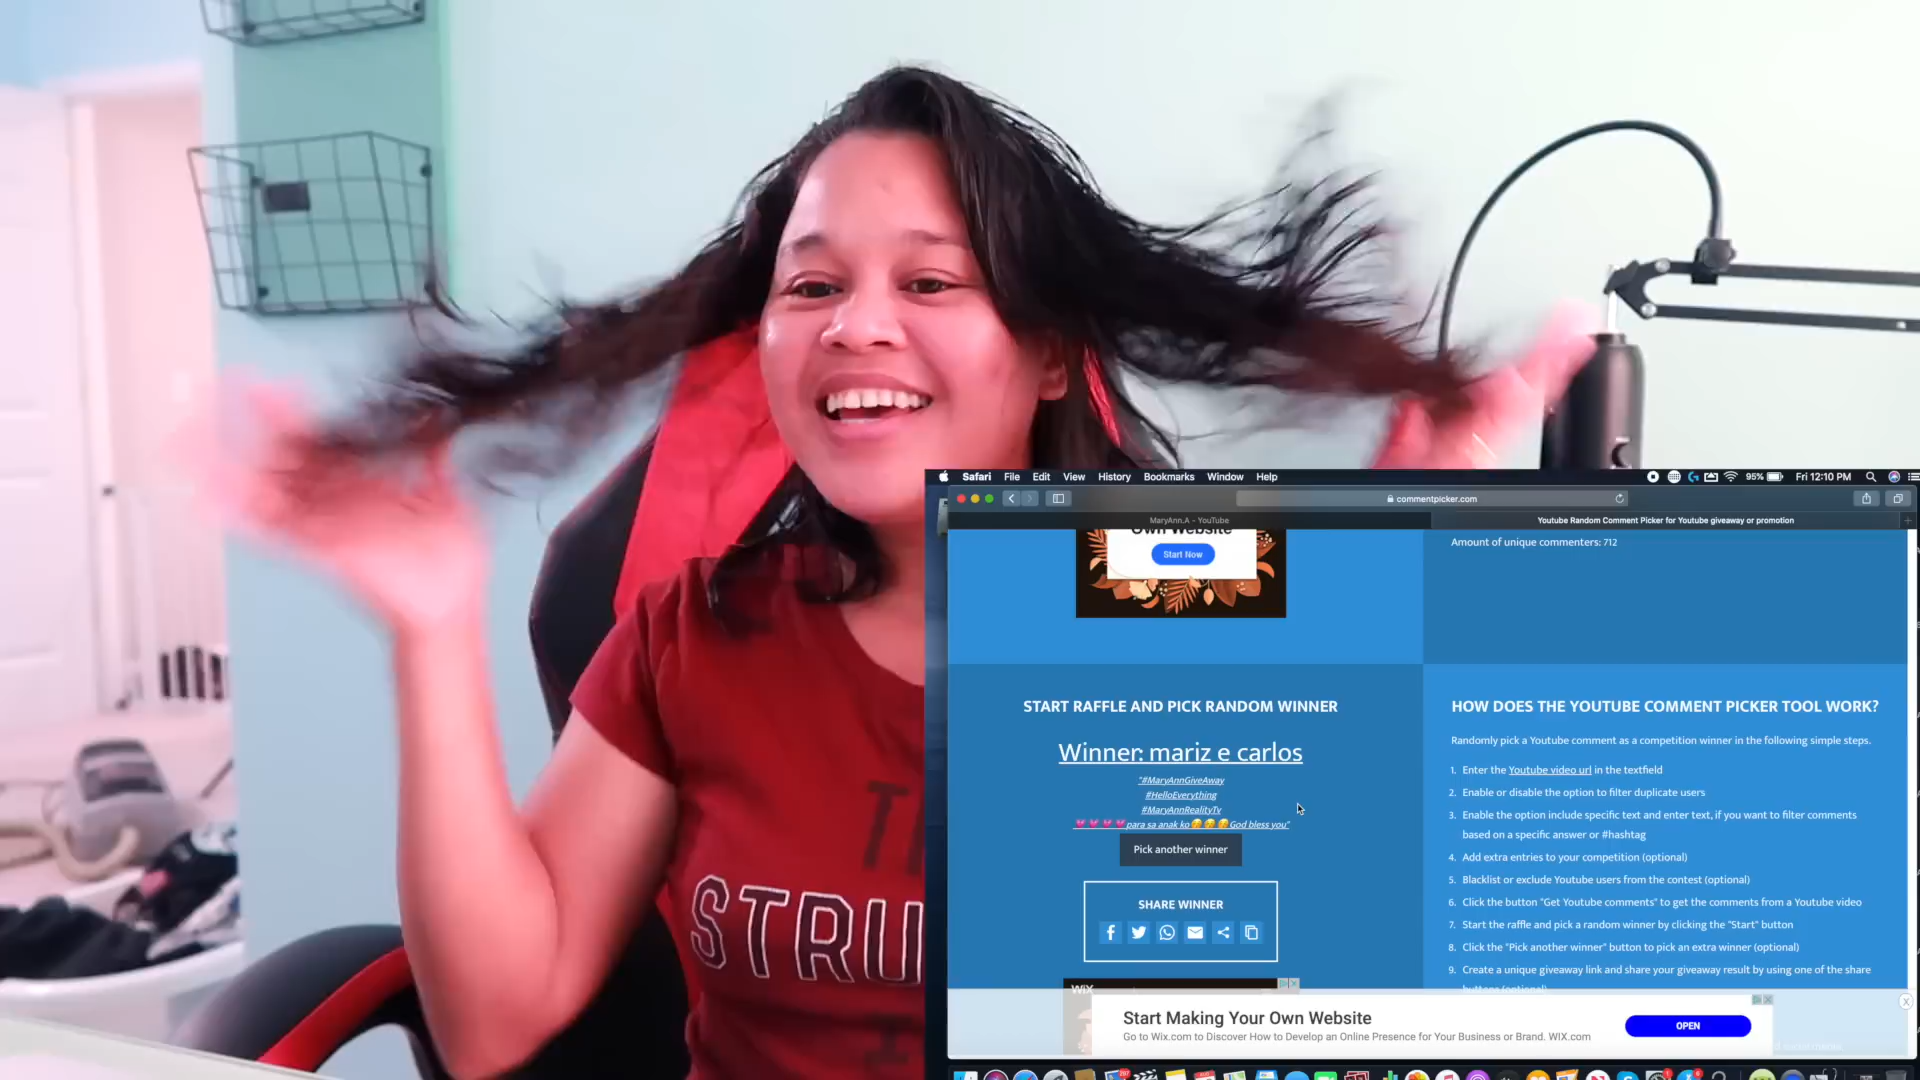 STRU
Safari File Edit View History Bookmarks Window Help
95% Fri 12:10 PM
commentpicker.com
MaryAnn.A - YouTube
Youtube Random Comment Picker for Youtube giveaway or promotion
Own Website
Start Now
Amount of unique commenters: 712
START RAFFLE AND PICK RANDOM WINNER
Winner: mariz e carlos
"#MaryAnnGiveAway
#HelloEverything
#MaryAnnRealityTv
💗💗💗💗para sa anak ko🥰🥰🥰God bless you"
Pick another winner
SHARE WINNER
HOW DOES THE YOUTUBE COMMENT PICKER TOOL WORK?
Randomly pick a Youtube comment as a competition winner in the following simple steps.
1. Enter the Youtube video url in the textfield
2. Enable or disable the option to filter duplicate users
3. Enable the option include specific text and enter text, if you want to filter comments
based on a specific answer or #hashtag
4. Add extra entries to your competition (optional)
5. Blacklist or exclude Youtube users from the contest (optional)
6. Click the button "Get Youtube comments" to get the comments from a Youtube video
7. Start the raffle and pick a random winner by clicking the "Start" button
8. Click the "Pick another winner" button to pick an extra winner (optional)
9. Create a unique giveaway link and share your giveaway result by using one of the share
buttons (optional)
WiX
Start Making Your Own Website
Go to Wix.com to Discover How to Develop an Online Presence for Your Business or Brand. WIX.com
OPEN